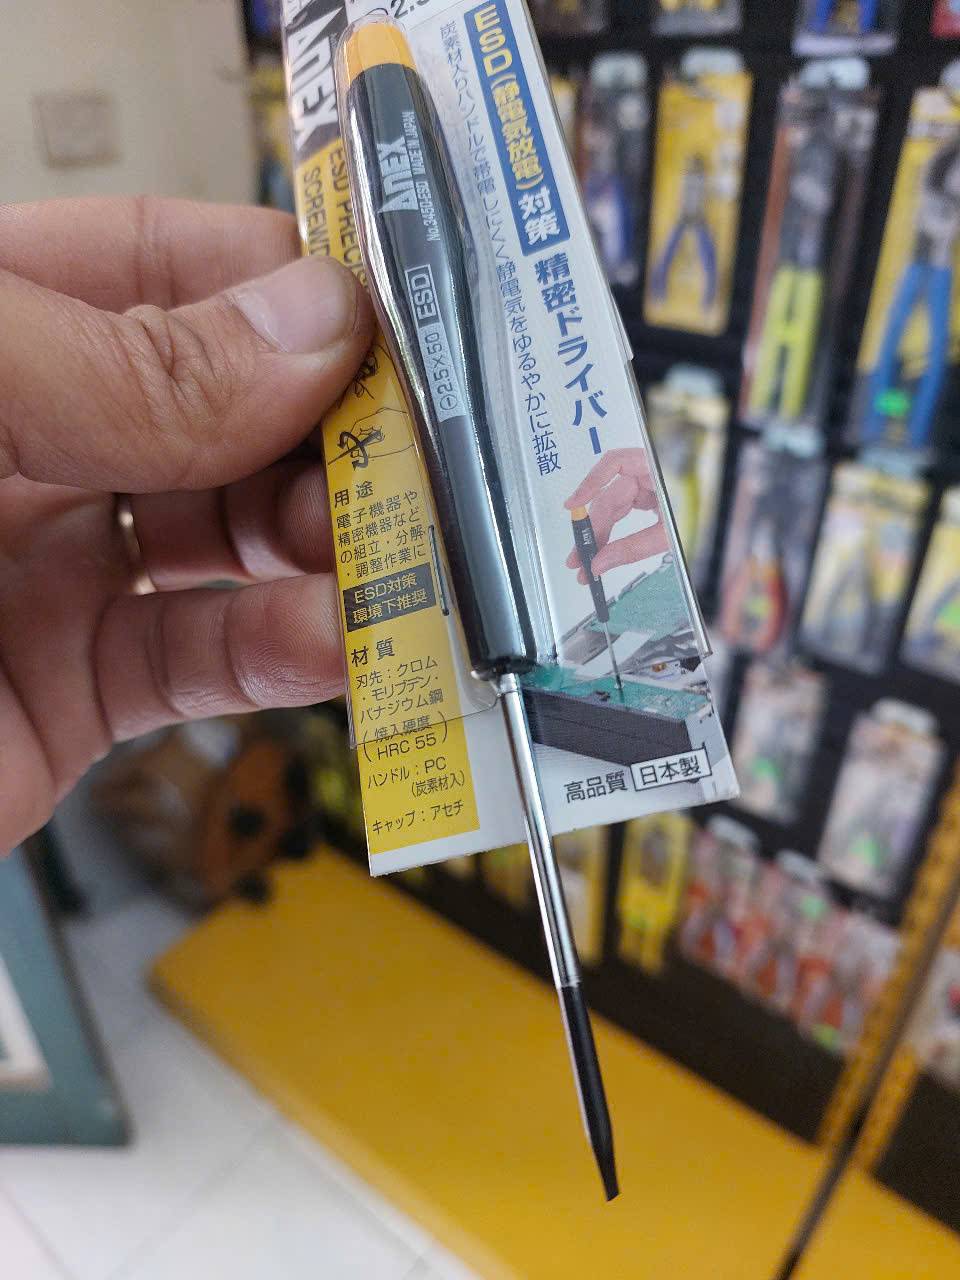 ANEX
ESD PRECIS
SCREWD
ANEX
MADE IN JAPAN
No.3450-ESD
ESD
⊖2.5×50
ESD(静電気放電)対策
精密ドライバー
炭素材入りハンドルで帯電しにくく静電気をゆるやかに拡散
用途
電子機器や
精密機器など
の組立・分解
・調整作業に
ESD対策
環境下推奨
材質
刃先：クロム
・モリブデン・
バナジウム鋼
(焼入硬度
HRC 55)
ハンドル：PC
(炭素材入)
キャップ：アセチ
高品質 日本製